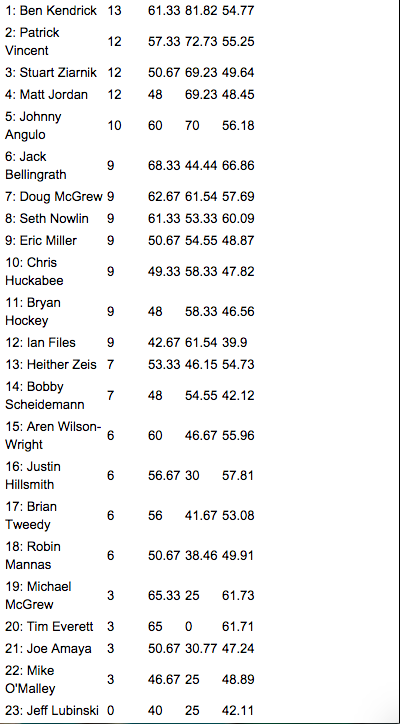 1: Ben Kendrick 13 61.33 81.82 54.77
2: Patrick
Vincent 12 57.33 72.73 55.25
3: Stuart Ziarnik 12 50.67 69.23 49.64
4: Matt Jordan 12 48 69.23 48.45
5: Johnny
Angulo 10 60 70 56.18
6: Jack
Bellingrath 9 68.33 44.44 66.86
7: Doug McGrew 9 62.67 61.54 57.69
8: Seth Nowlin 9 61.33 53.33 60.09
9: Eric Miller 9 50.67 54.55 48.87
10: Chris
Huckabee 9 49.33 58.33 47.82
11: Bryan
Hockey 9 48 58.33 46.56
12: Ian Files 9 42.67 61.54 39.9
13: Heither Zeis 7 53.33 46.15 54.73
14: Bobby
Scheidemann 7 48 54.55 42.12
15: Aren Wilson-
Wright 6 60 46.67 55.96
16: Justin
Hillsmith 6 56.67 30 57.81
17: Brian
Tweedy 6 56 41.67 53.08
18: Robin
Mannas 6 50.67 38.46 49.91
19: Michael
McGrew 3 65.33 25 61.73
20: Tim Everett 3 65 0 61.71
21: Joe Amaya 3 50.67 30.77 47.24
22: Mike
O'Malley 3 46.67 25 48.89
23: Jeff Lubinski 0 40 25 42.11